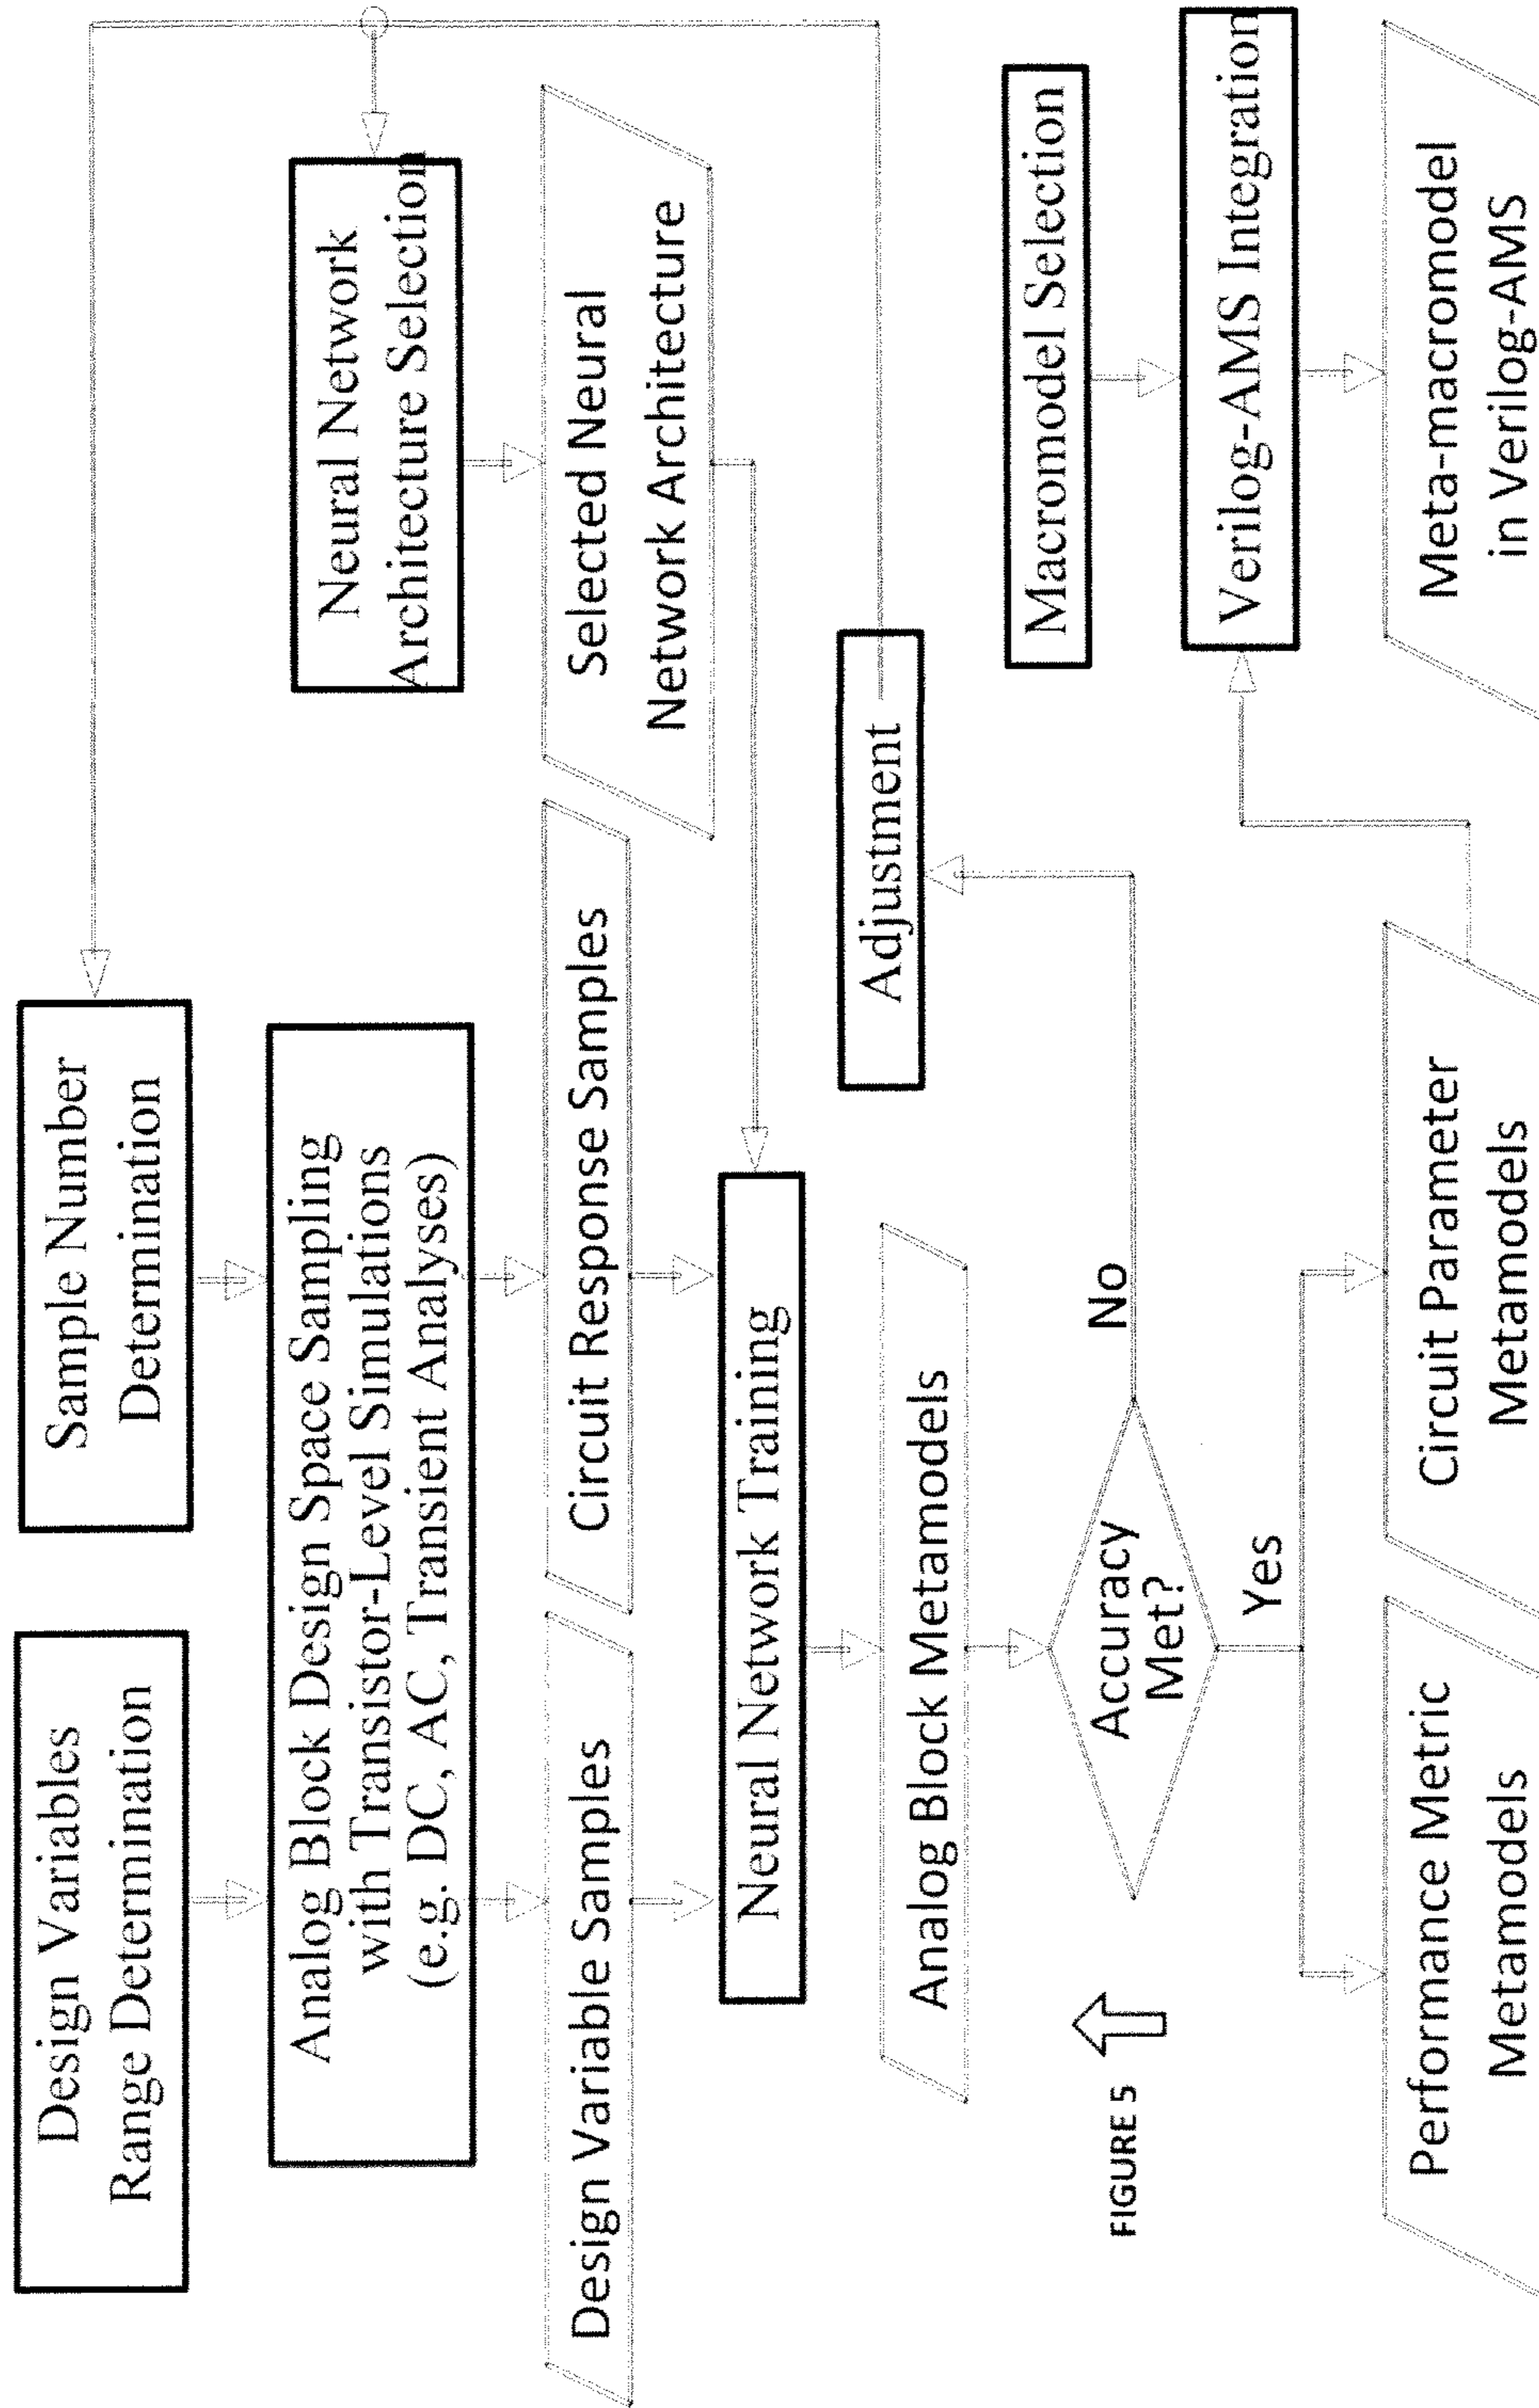 Design Variables
Range Determination
Sample Number
Determination
Analog Block Design Space Sampling
with Transistor-Level Simulations
(e.g. DC, AC, Transient Analyses)
Neural Network
Architecture Selection
Design Variable Samples
Circuit Response Samples
Selected Neural
Network Architecture
Neural Network Training
Analog Block Metamodels
Adjustment
Accuracy
Met?
No
Yes
Macromodel Selection
Verilog-AMS Integration
Performance Metric
Metamodels
Circuit Parameter
Metamodels
Meta-macromodel
in Verilog-AMS
FIGURE 5